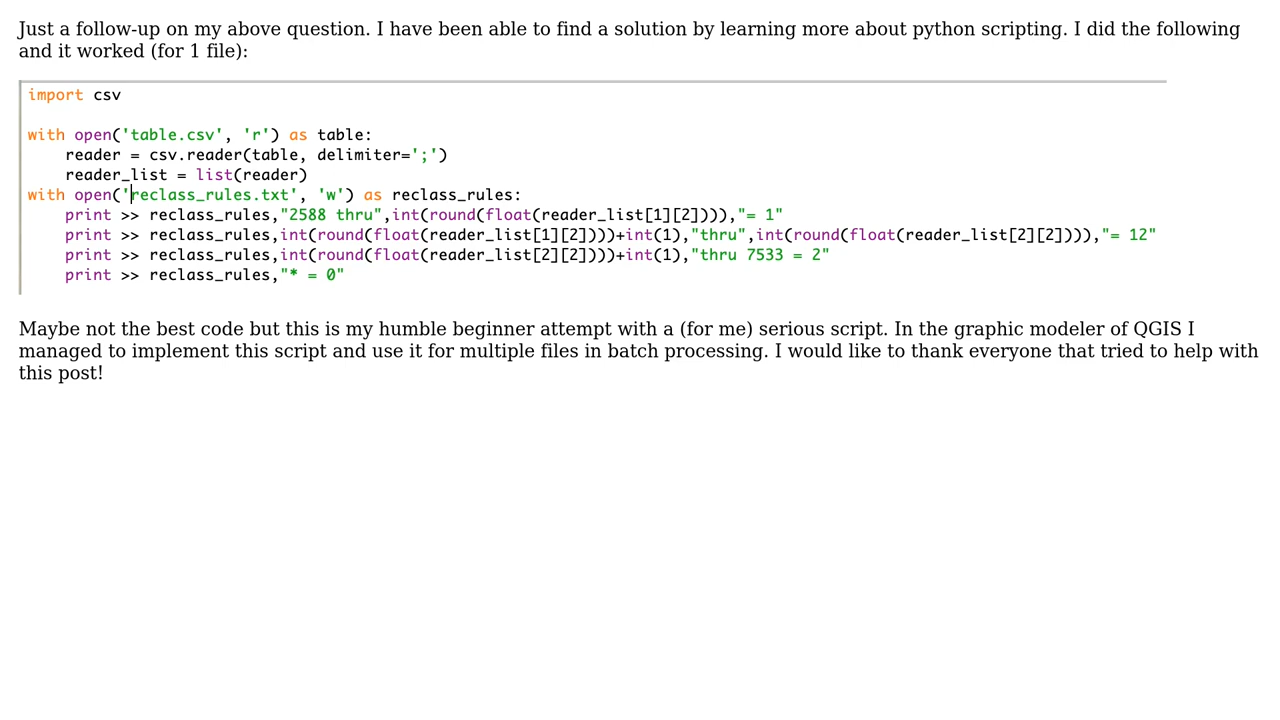 Just a follow-up on my above question. I have been able to find a solution by learning more about python scripting. I did the following
and it worked (for 1 file):
import csv
with open('table.csv', 'r') as table:
    reader = csv.reader(table, delimiter=';')
    reader_list = list(reader)
with open('reclass_rules.txt', 'w') as reclass_rules:
    print >> reclass_rules,"2588 thru",int(round(float(reader_list[1][2]))),"= 1"
    print >> reclass_rules,int(round(float(reader_list[1][2])))+int(1),"thru",int(round(float(reader_list[2][2]))),"= 12"
    print >> reclass_rules,int(round(float(reader_list[2][2])))+int(1),"thru 7533 = 2"
    print >> reclass_rules,"* = 0"
Maybe not the best code but this is my humble beginner attempt with a (for me) serious script. In the graphic modeler of QGIS I
managed to implement this script and use it for multiple files in batch processing. I would like to thank everyone that tried to help with
this post!